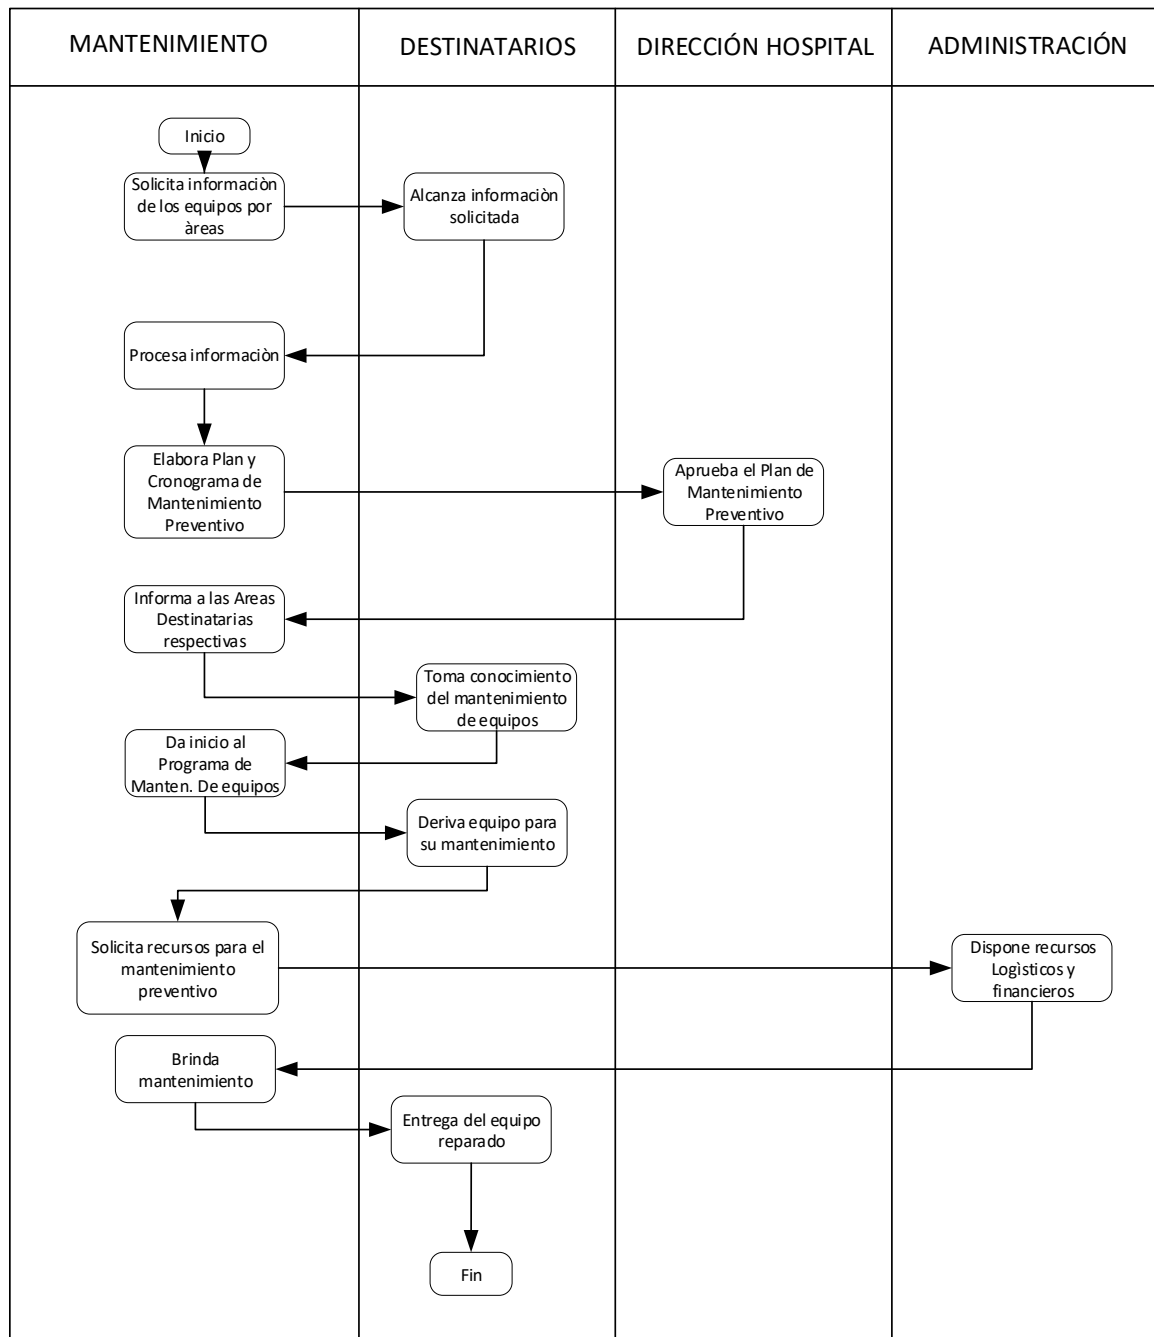 MANTENIMIENTO
DESTINATARIOS
DIRECCIÓN HOSPITAL
ADMINISTRACIÓN
Inicio
Solicita informaciòn
de los equipos por
àreas
Alcanza informaciòn
solicitada
Procesa informaciòn
Elabora Plan y
Cronograma de
Mantenimiento
Preventivo
Aprueba el Plan de
Mantenimiento
Preventivo
Informa a las Areas
Destinatarias
respectivas
Toma conocimiento
del mantenimiento
de equipos
Da inicio al
Programa de
Manten. De equipos
Deriva equipo para
su mantenimiento
Solicita recursos para el
mantenimiento
preventivo
Dispone recursos
Logìsticos y
financieros
Brinda
mantenimiento
Entrega del equipo
reparado
Fin